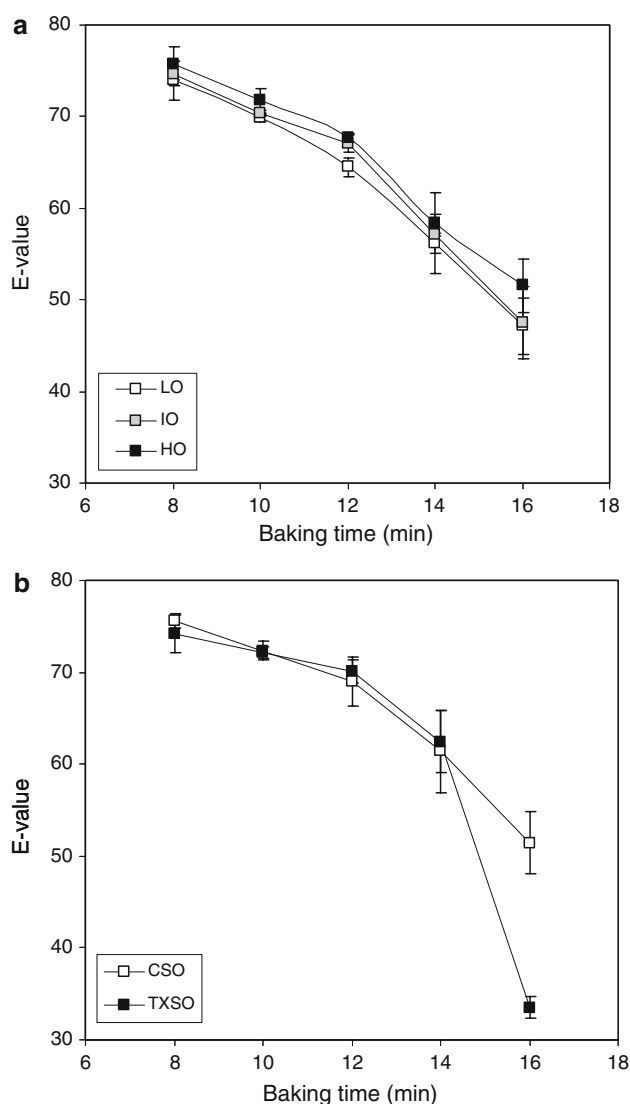 a
80
70
60
50
40
30
E-value
LO
IO
HO
6 8 10 12 14 16 18
Baking time (min)
b
80
70
60
50
40
30
E-value
CSO
TXSO
6 8 10 12 14 16 18
Baking time (min)